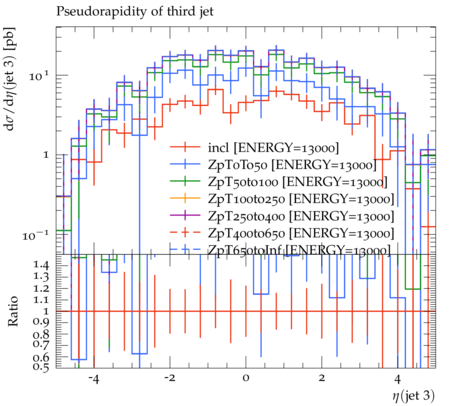 Pseudorapidity of third jet
dσ/dη(jet 3) [pb]
10¹
1
10⁻¹
incl [ENERGY=13000]
ZpT0To50 [ENERGY=13000]
ZpT50to100 [ENERGY=13000]
ZpT100to250 [ENERGY=13000]
ZpT250to400 [ENERGY=13000]
ZpT400to650 [ENERGY=13000]
ZpT650toInf [ENERGY=13000]
Ratio
1.4
1.3
1.2
1.1
1
0.9
0.8
0.7
0.6
0.5
-4 -2 0 2 4
η(jet 3)